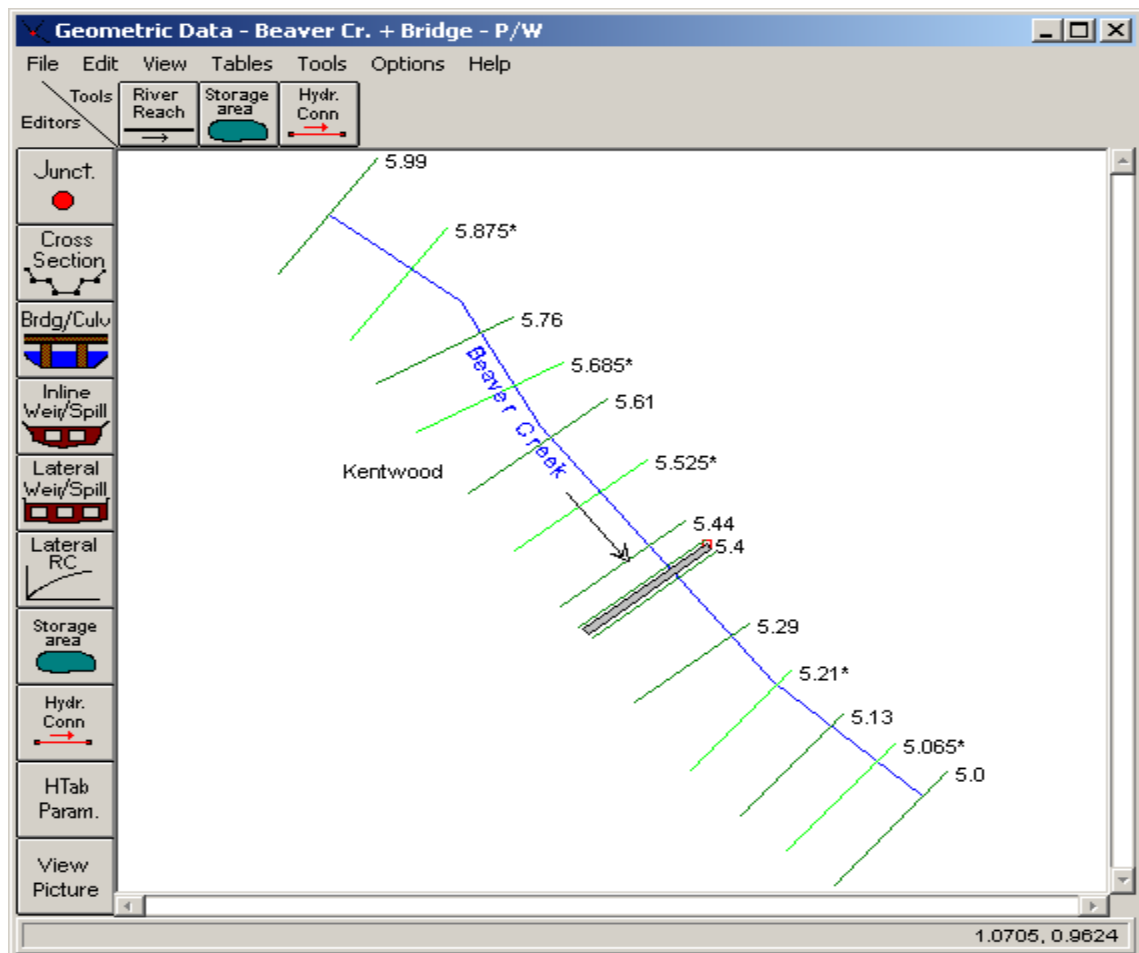 Geometric Data - Beaver Cr. + Bridge - P/W
File Edit View Tables Tools Options Help
Tools
Editors
River
Reach
Storage
area
Hydr.
Conn
Junct.
Cross
Section
Brdg/Culv
Inline
Weir/Spill
Lateral
Weir/Spill
Lateral
RC
Storage
area
Hydr.
Conn
HTab
Param.
View
Picture
5.99
5.875*
5.76
5.685*
5.61
Beaver Creek
Kentwood
5.525*
5.44
5.4
5.29
5.21*
5.13
5.065*
5.0
1.0705, 0.9624